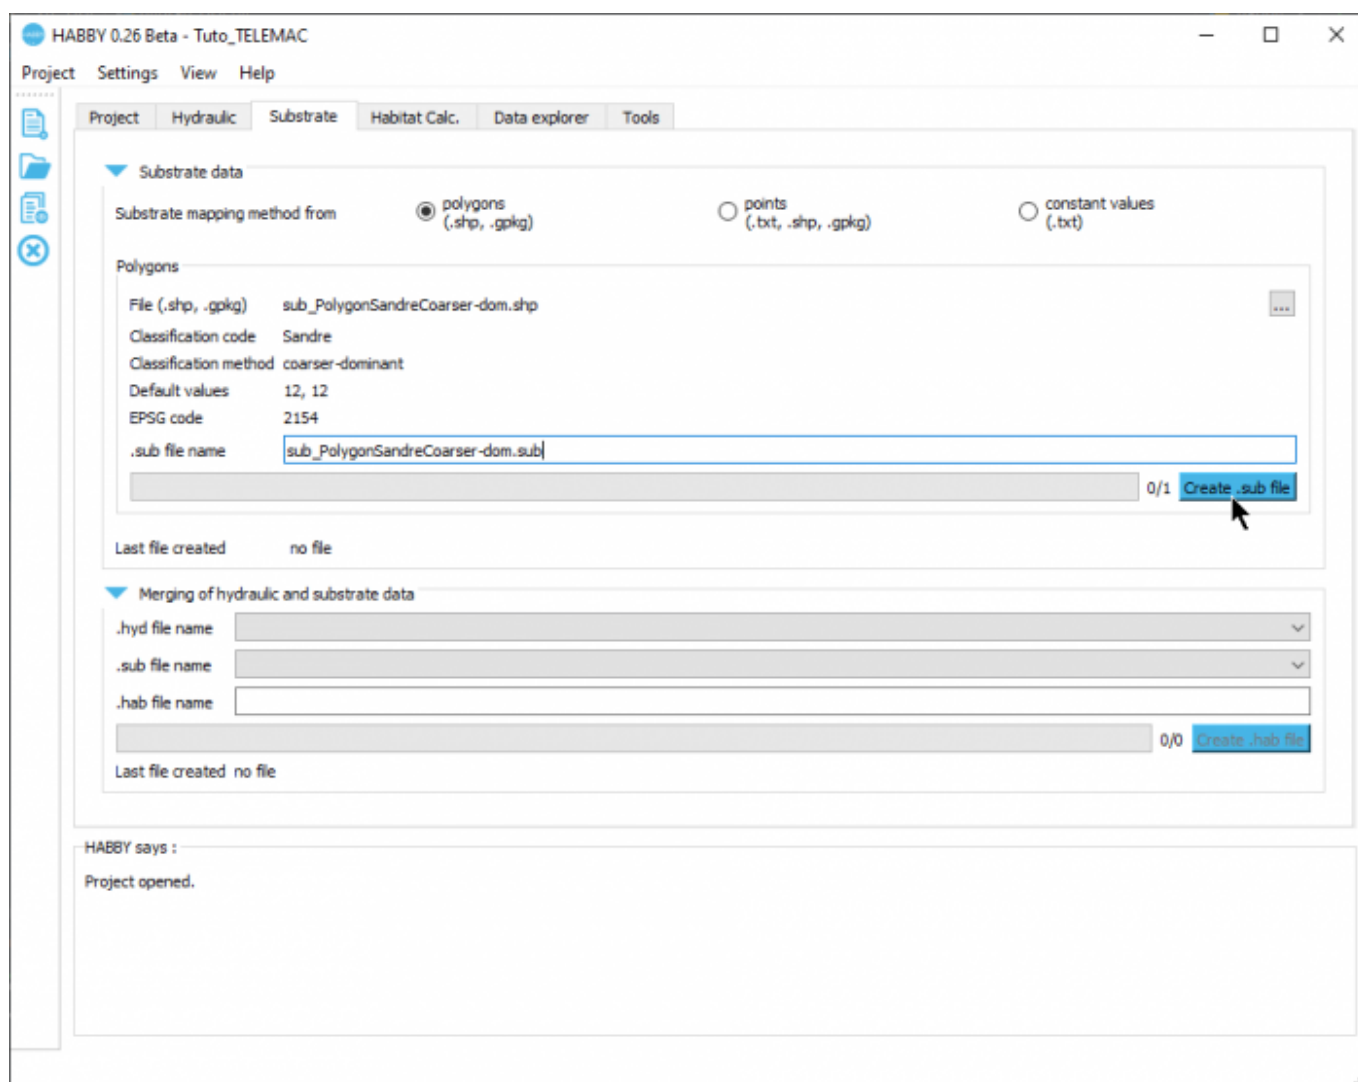 HABBY 0.26 Beta - Tuto_TELEMAC
Project Settings View Help
Project Hydraulic Substrate Habitat Calc. Data explorer Tools
Substrate data
Substrate mapping method from
polygons
(.shp, .gpkg)
points
(.txt, .shp, .gpkg)
constant values
(.txt)
Polygons
File (.shp, .gpkg) sub_PolygonSandreCoarser-dom.shp ...
Classification code Sandre
Classification method coarser-dominant
Default values 12, 12
EPSG code 2154
.sub file name sub_PolygonSandreCoarser-dom.sub
0/1 Create .sub file
Last file created no file
Merging of hydraulic and substrate data
.hyd file name
.sub file name
.hab file name
0/0 Create .hab file
Last file created no file
HABBY says :
Project opened.